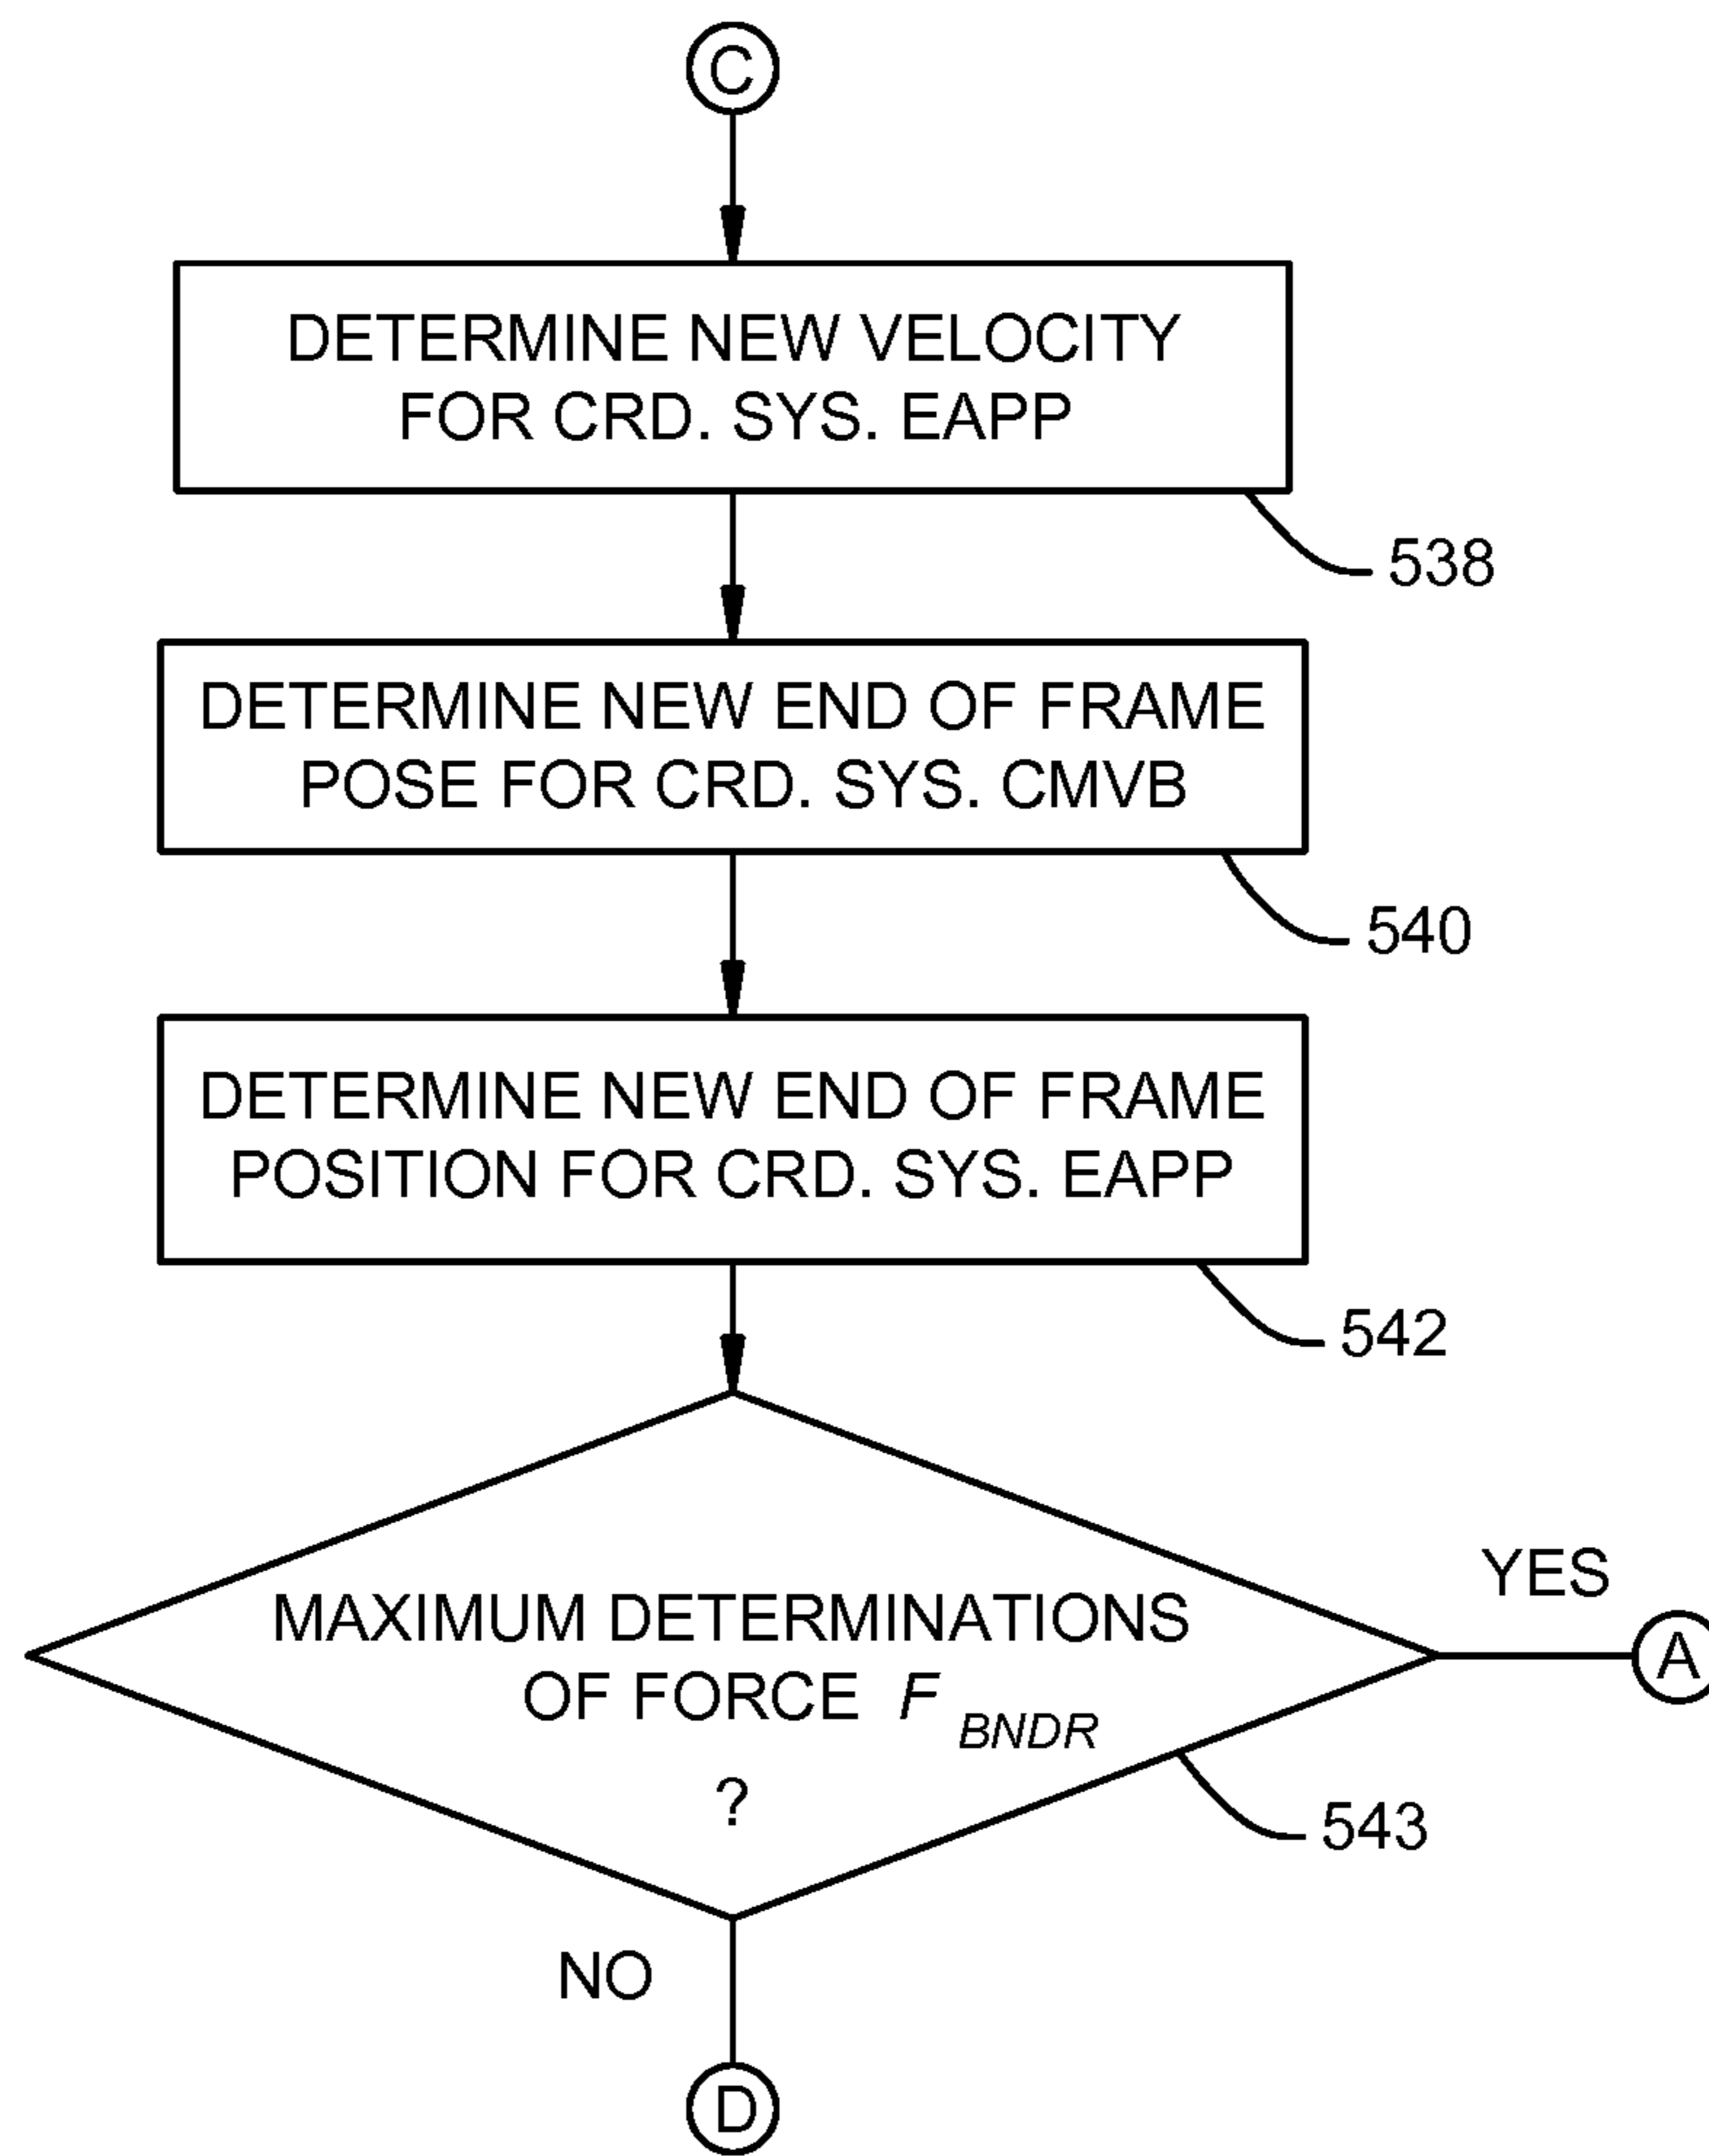 C
DETERMINE NEW VELOCITY
FOR CRD. SYS. EAPP
538
DETERMINE NEW END OF FRAME
POSE FOR CRD. SYS. CMVB
540
DETERMINE NEW END OF FRAME
POSITION FOR CRD. SYS. EAPP
542
MAXIMUM DETERMINATIONS
OF FORCE F BNDR
?
YES
A
543
NO
D